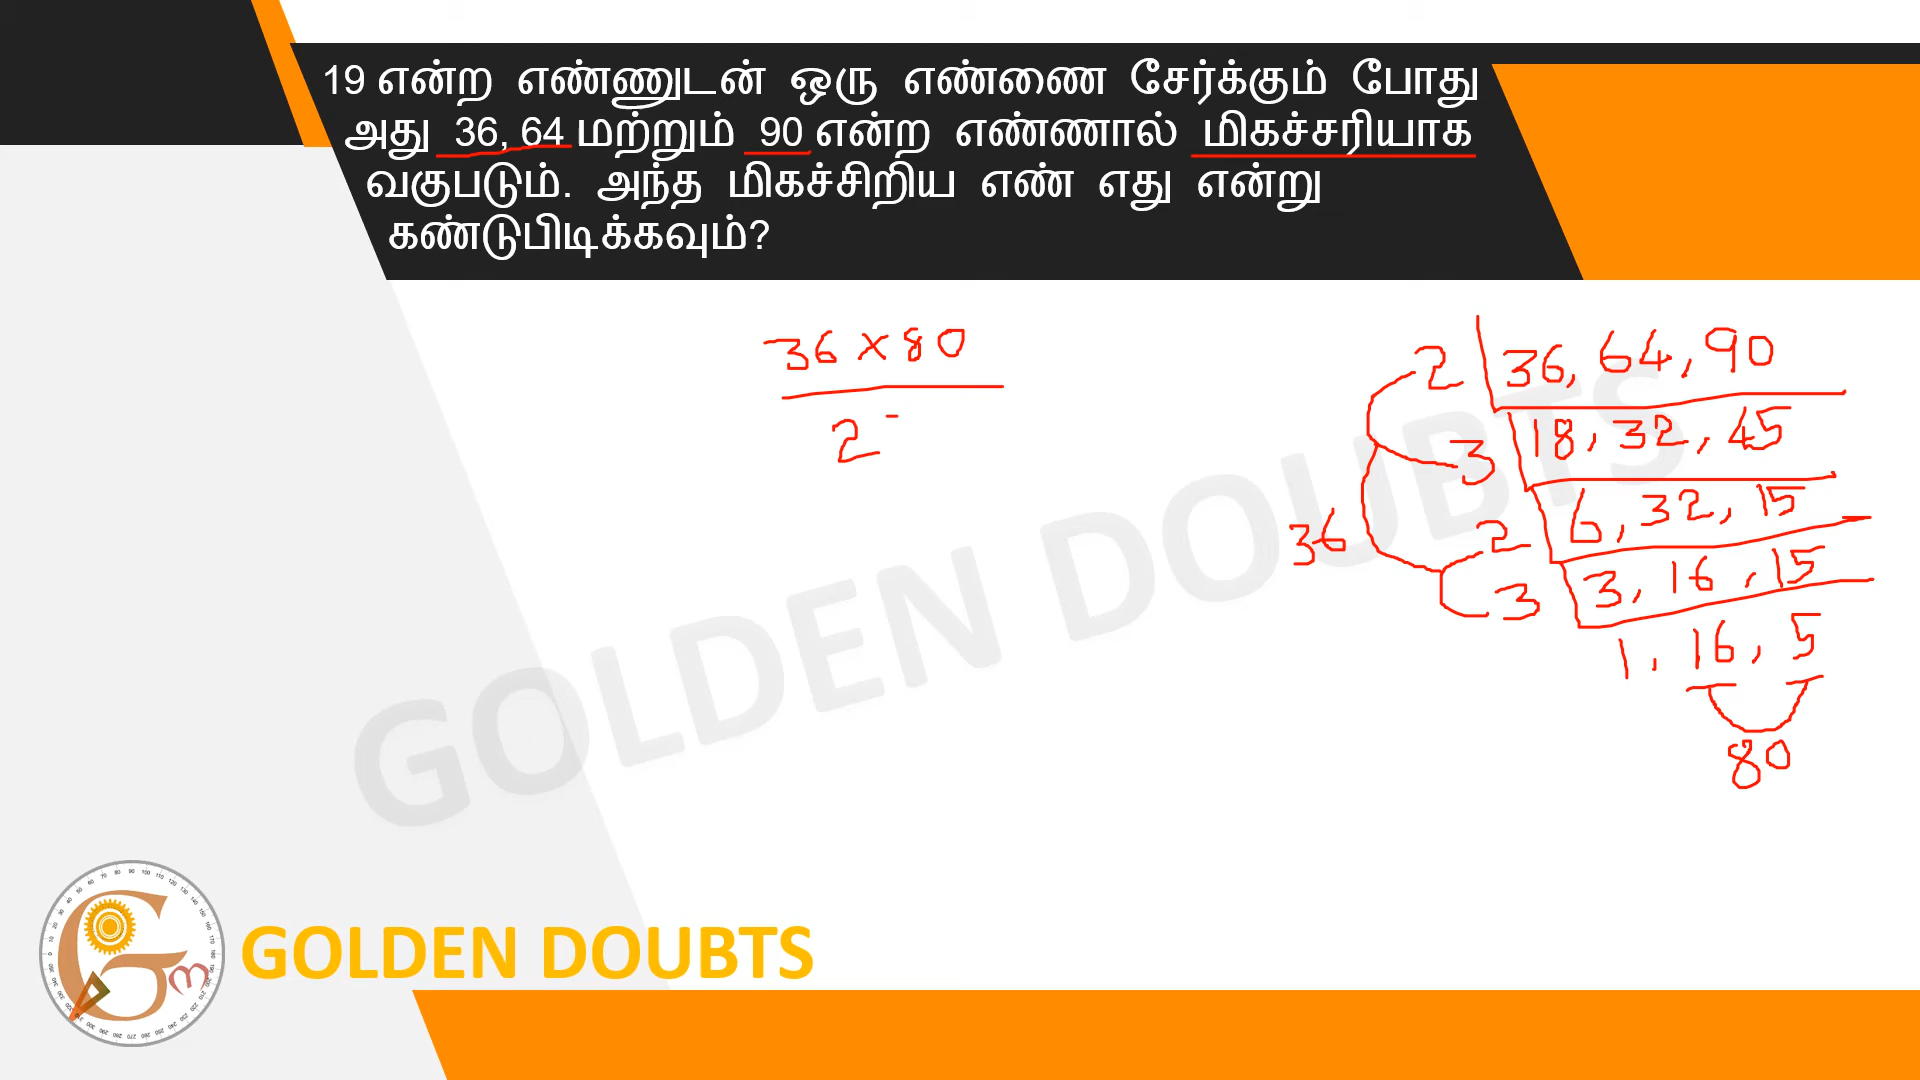 19 என்ற எண்ணுடன் ஒரு எண்ணை சேர்க்கும் போது
அது 36, 64 மற்றும் 90 என்ற எண்ணால் மிகச்சரியாக
வகுபடும். அந்த மிகச்சிறிய எண் எது என்று
கண்டுபிடிக்கவும்?
36 × 80
2
2 36, 64, 90
3 18, 32, 45
2 6, 32, 15
3 3, 16, 15
1, 16, 5
36
80
GOLDEN DOUBTS
GOLDEN DOUBTS